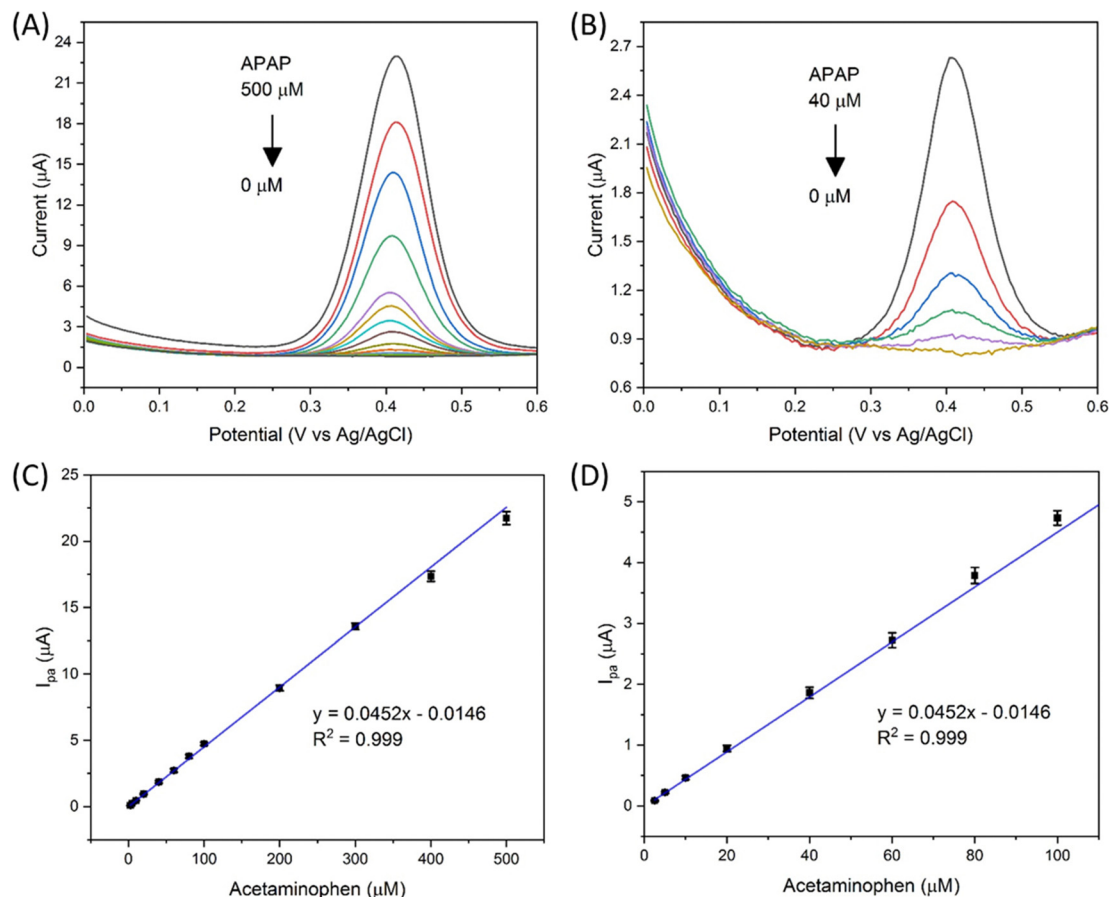 (A)
24
21
18
15
12
9
6
3
0
Current (μA)
APAP
500 μM
0 μM
0.0 0.1 0.2 0.3 0.4 0.5 0.6
Potential (V vs Ag/AgCl)
(B)
2.7
2.4
2.1
1.8
1.5
1.2
0.9
0.6
Current (μA)
APAP
40 μM
0 μM
0.0 0.1 0.2 0.3 0.4 0.5 0.6
Potential (V vs Ag/AgCl)
(C)
25
20
15
10
5
0
Ipa (μA)
y = 0.0452x - 0.0146
R² = 0.999
0 100 200 300 400 500
Acetaminophen (μM)
(D)
5
4
3
2
1
0
Ipa (μA)
y = 0.0452x - 0.0146
R² = 0.999
0 20 40 60 80 100
Acetaminophen (μM)